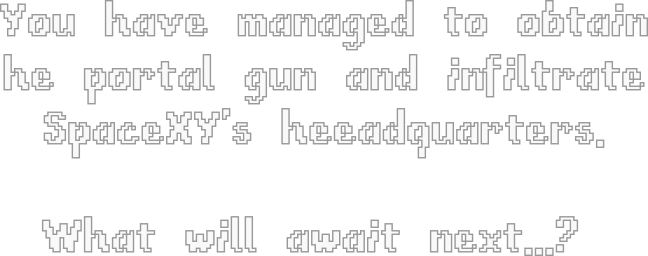 You have managed to obtain
he portal gun and infiltrate
SpaceXY's heeadquarters.
What will await next...?